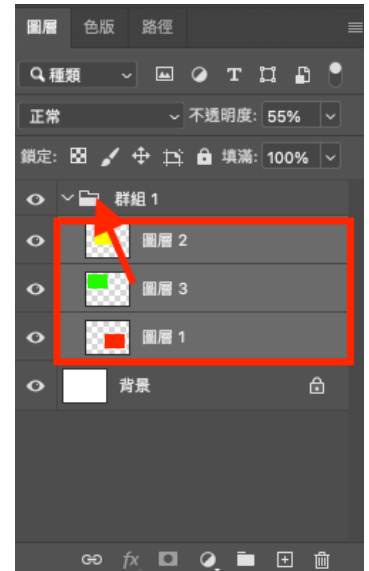 圖層 色版 路徑
種類
正常 不透明度: 55%
鎖定: 填滿: 100%
群組 1
圖層 2
圖層 3
圖層 1
背景
fx